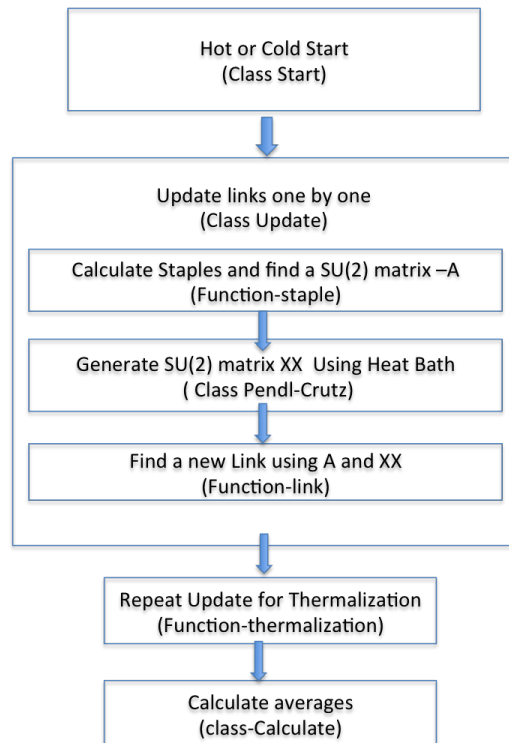 Hot or Cold Start
(Class Start)
Update links one by one
(Class Update)
Calculate Staples and find a SU(2) matrix –A
(Function-staple)
Generate SU(2) matrix XX  Using Heat Bath
( Class Pendl-Crutz)
Find a new Link using A and XX
(Function-link)
Repeat Update for Thermalization
(Function-thermalization)
Calculate averages
(class-Calculate)